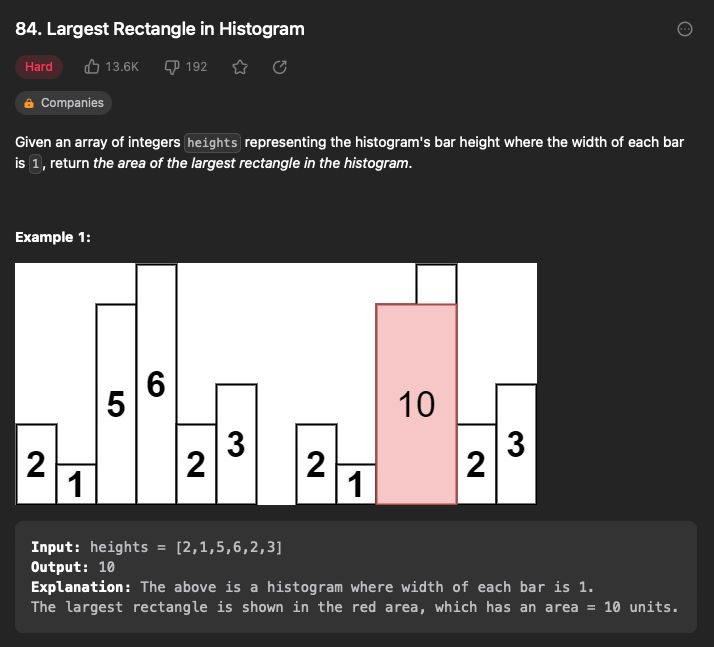 84. Largest Rectangle in Histogram
Hard 13.6K 192
Companies
Given an array of integers heights representing the histogram's bar height where the width of each bar
is 1, return the area of the largest rectangle in the histogram.
Example 1:
2 1 5 6 2 3 2 1 10 2 3
Input: heights = [2,1,5,6,2,3]
Output: 10
Explanation: The above is a histogram where width of each bar is 1.
The largest rectangle is shown in the red area, which has an area = 10 units.